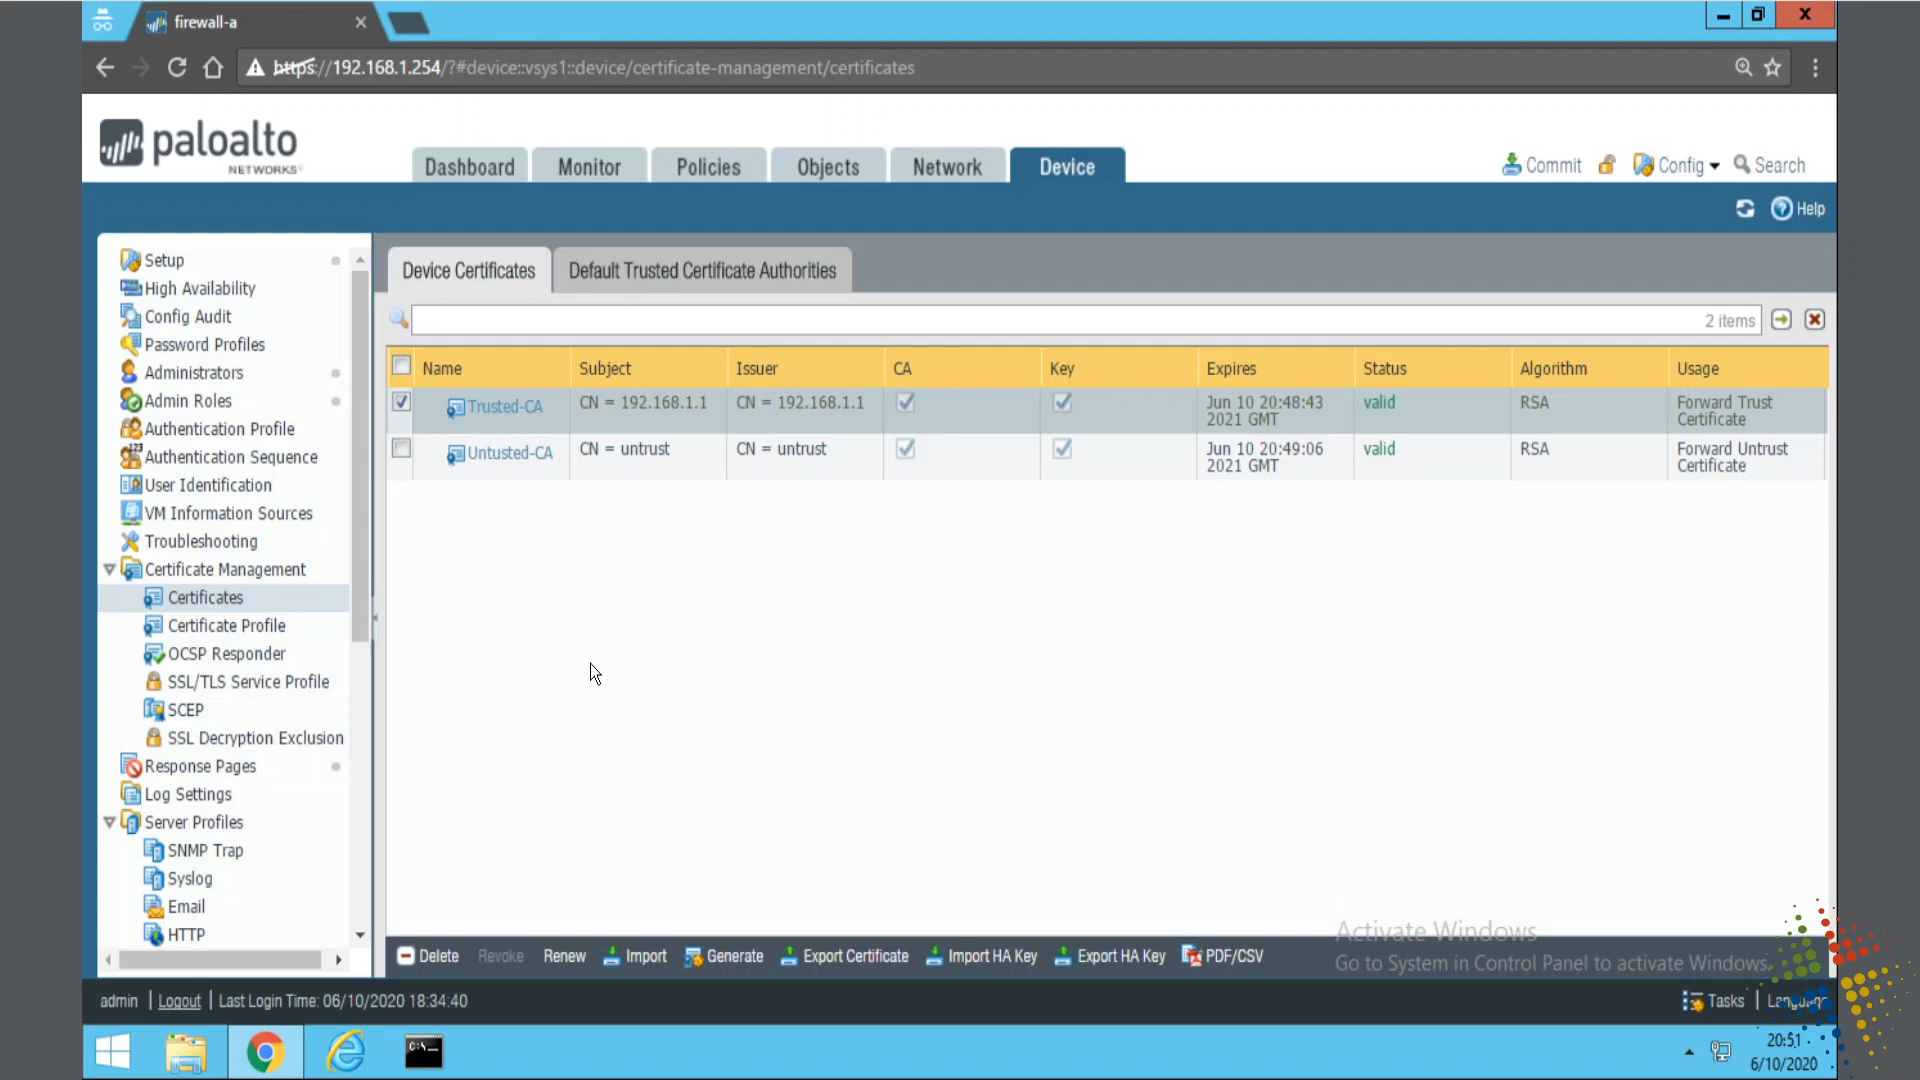 firewall-a
https://192.168.1.254/?#device::vsys1::device/certificate-management/certificates
paloalto
NETWORKS
Dashboard Monitor Policies Objects Network Device
Commit Config Search
Help
Setup
High Availability
Config Audit
Password Profiles
Administrators
Admin Roles
Authentication Profile
Authentication Sequence
User Identification
VM Information Sources
Troubleshooting
Certificate Management
Certificates
Certificate Profile
OCSP Responder
SSL/TLS Service Profile
SCEP
SSL Decryption Exclusion
Response Pages
Log Settings
Server Profiles
SNMP Trap
Syslog
Email
HTTP
Device Certificates Default Trusted Certificate Authorities
2 items
Name Subject Issuer CA Key Expires Status Algorithm Usage
Trusted-CA CN = 192.168.1.1 CN = 192.168.1.1 Jun 10 20:48:43 valid RSA Forward Trust
2021 GMT Certificate
Untusted-CA CN = untrust CN = untrust Jun 10 20:49:06 valid RSA Forward Untrust
2021 GMT Certificate
Activate Windows
Go to System in Control Panel to activate Windows.
Delete Revoke Renew Import Generate Export Certificate Import HA Key Export HA Key PDF/CSV
admin | Logout | Last Login Time: 06/10/2020 18:34:40
Tasks | Language
C:\
20:51
6/10/2020